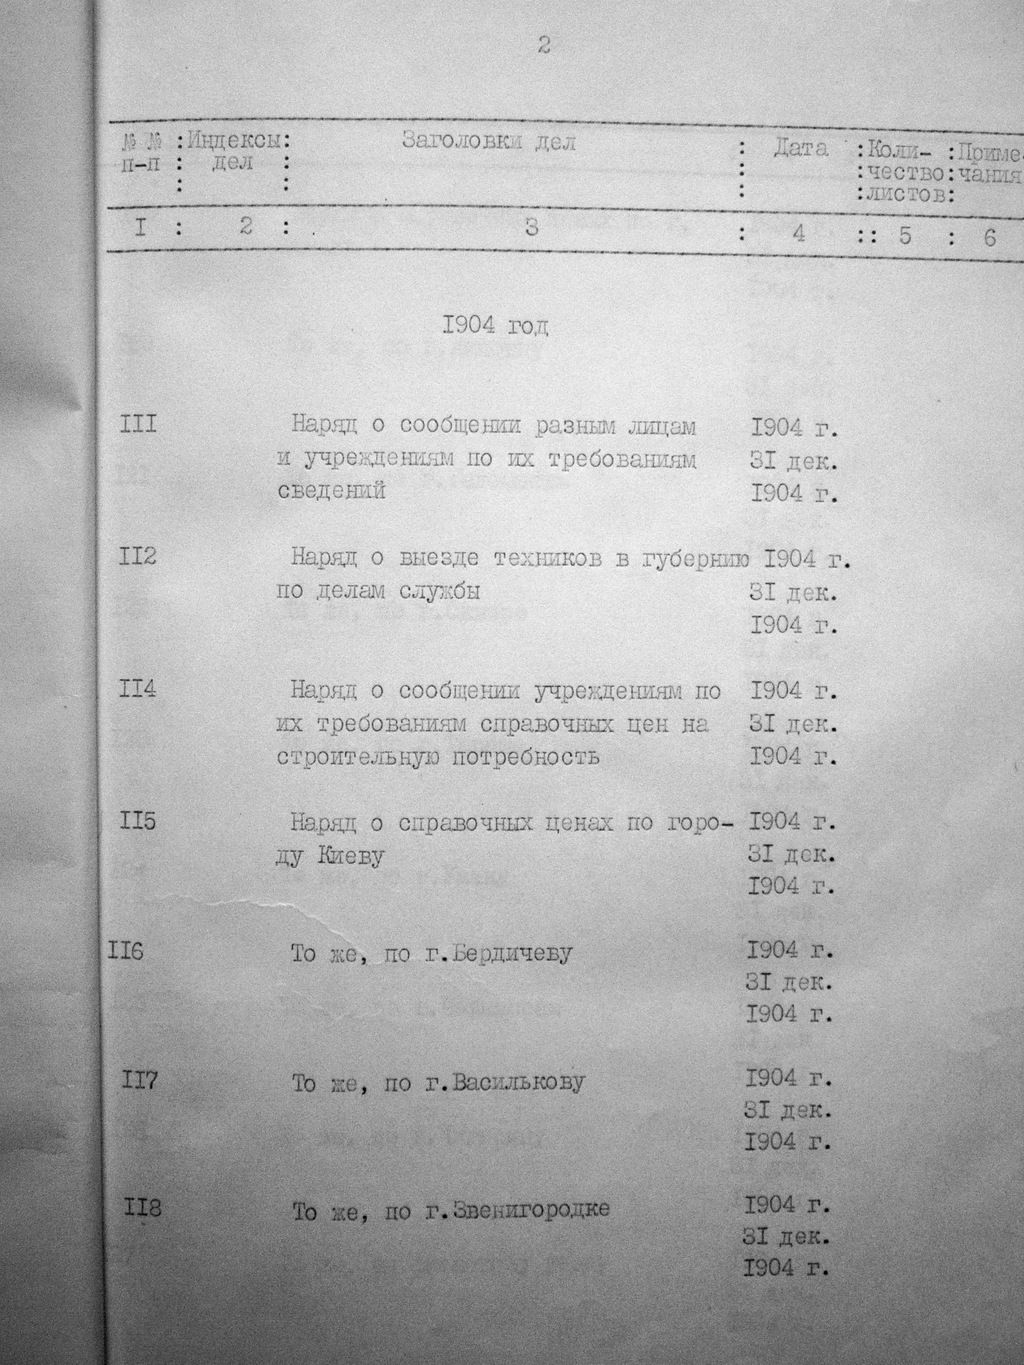 2
№ № :Индексы: Заголовки дел : Дата :Коли- :Приме-
п-п : дел : : :чество:чания
: : : :листов:
I : 2 : 3 : 4 :: 5 : 6
I904 год
III Наряд о сообщении разным лицам I904 г.
и учреждениям по их требованиям 3I дек.
сведений I904 г.
II2 Наряд о выезде техников в губернию I904 г.
по делам службы 3I дек.
I904 г.
II4 Наряд о сообщении учреждениям по I904 г.
их требованиям справочных цен на 3I дек.
строительную потребность I904 г.
II5 Наряд о справочных ценах по горо- I904 г.
ду Киеву 3I дек.
I904 г.
II6 То же, по г.Бердичеву I904 г.
3I дек.
I904 г.
II7 То же, по г.Василькову I904 г.
3I дек.
I904 г.
II8 То же, по г.Звенигородке I904 г.
3I дек.
I904 г.